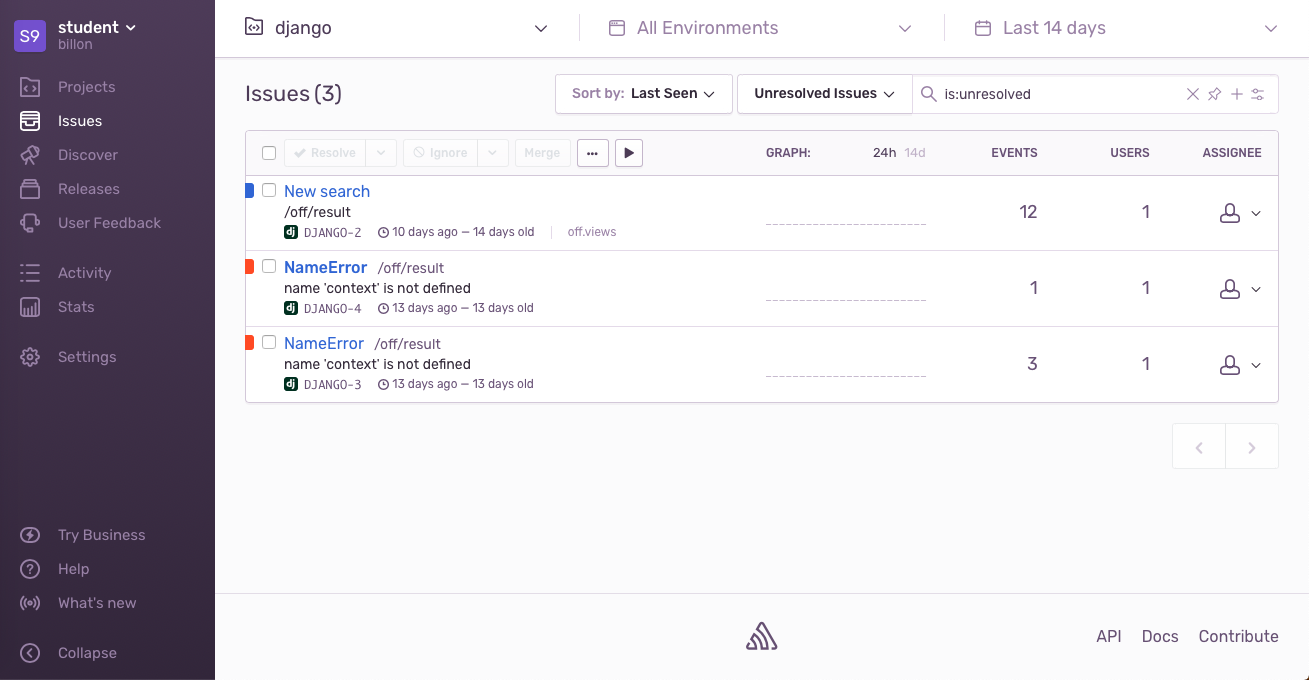 S9
student
billon
Projects
Issues
Discover
Releases
User Feedback
Activity
Stats
Settings
Try Business
Help
What's new
Collapse
django
All Environments
Last 14 days
Issues (3)
Sort by: Last Seen
Unresolved Issues
is:unresolved
Resolve
Ignore
Merge
GRAPH:
24h 14d
EVENTS
USERS
ASSIGNEE
New search
/off/result
dj DJANGO-2 10 days ago — 14 days old off.views
12
1
NameError /off/result
name 'context' is not defined
dj DJANGO-4 13 days ago — 13 days old
1
1
NameError /off/result
name 'context' is not defined
dj DJANGO-3 13 days ago — 13 days old
3
1
API Docs Contribute